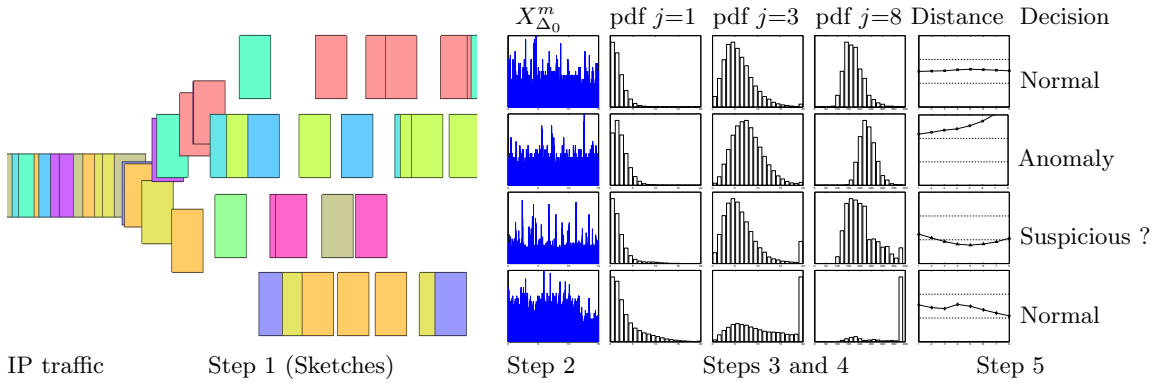 X^m_{Δ_0} pdf j=1 pdf j=3 pdf j=8 Distance Decision
Normal
Anomaly
Suspicious ?
Normal
IP traffic Step 1 (Sketches) Step 2 Steps 3 and 4 Step 5